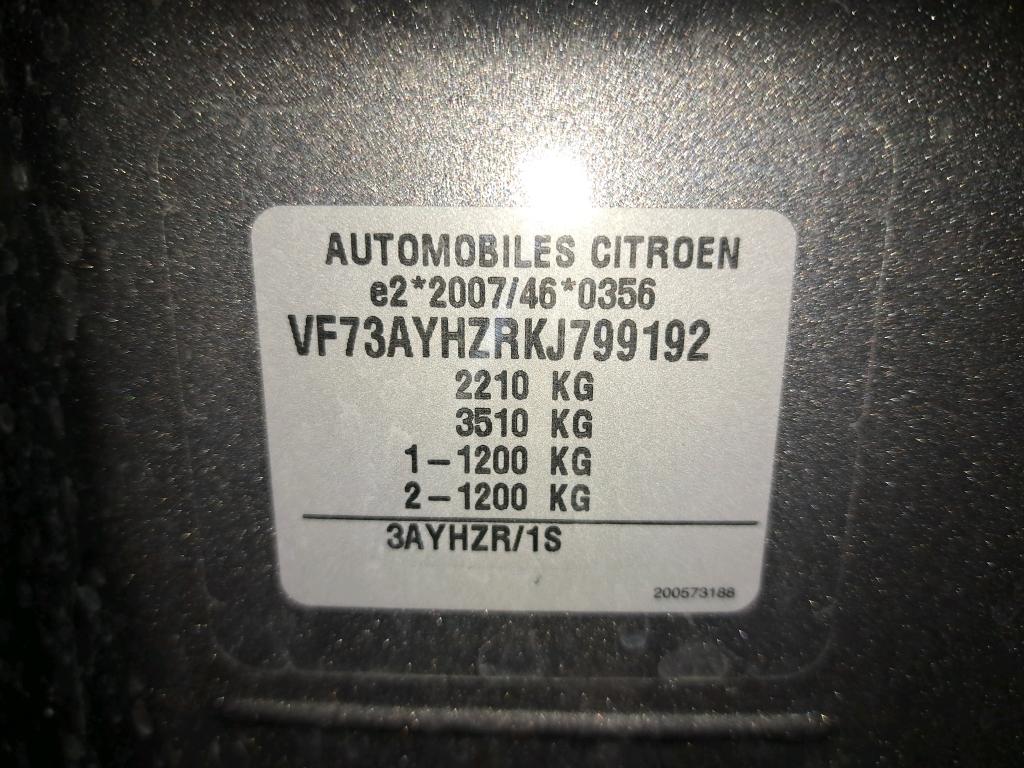 AUTOMOBILES CITROEN
e2*2007/46*0356
VF73AYHZRKJ799192
2210 KG
3510 KG
1-1200 KG
2-1200 KG
3AYHZR/1S
200573188